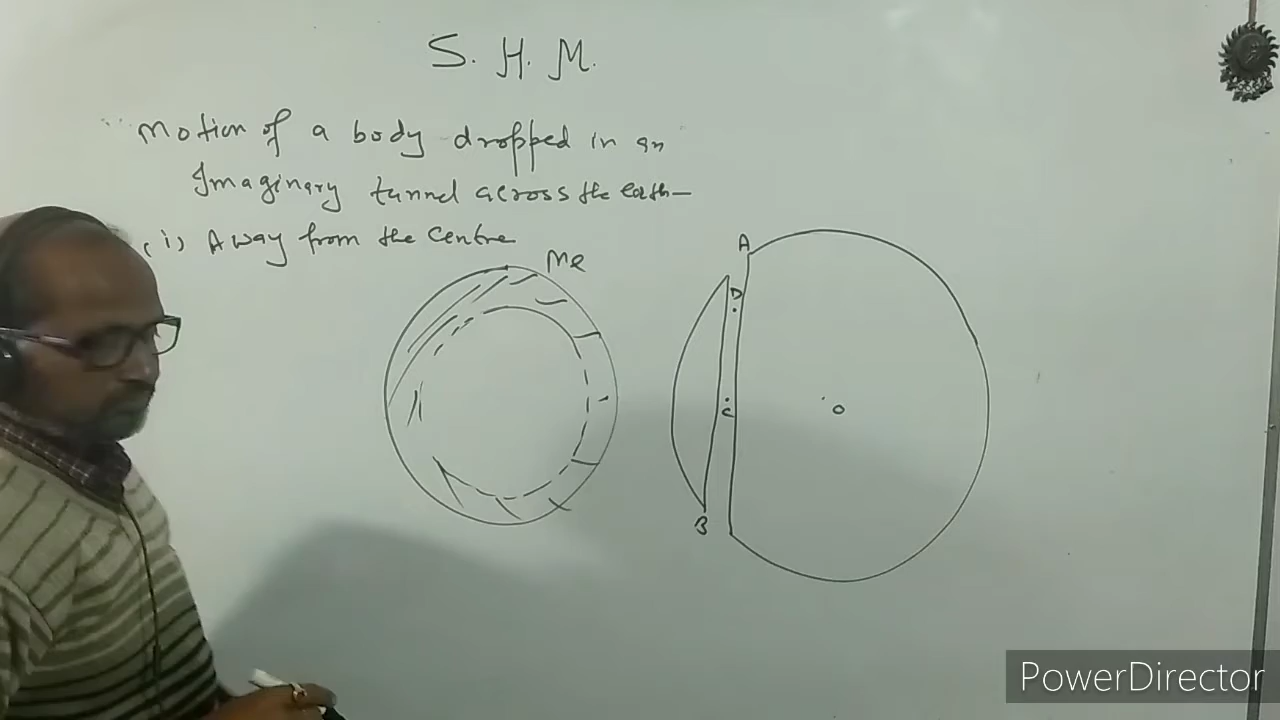 S. H. M.
Motion of a body dropped in an
Imaginary tunnel across the earth—
(i) Away from the Centre
Me
A
D
C
O
B
PowerDirector